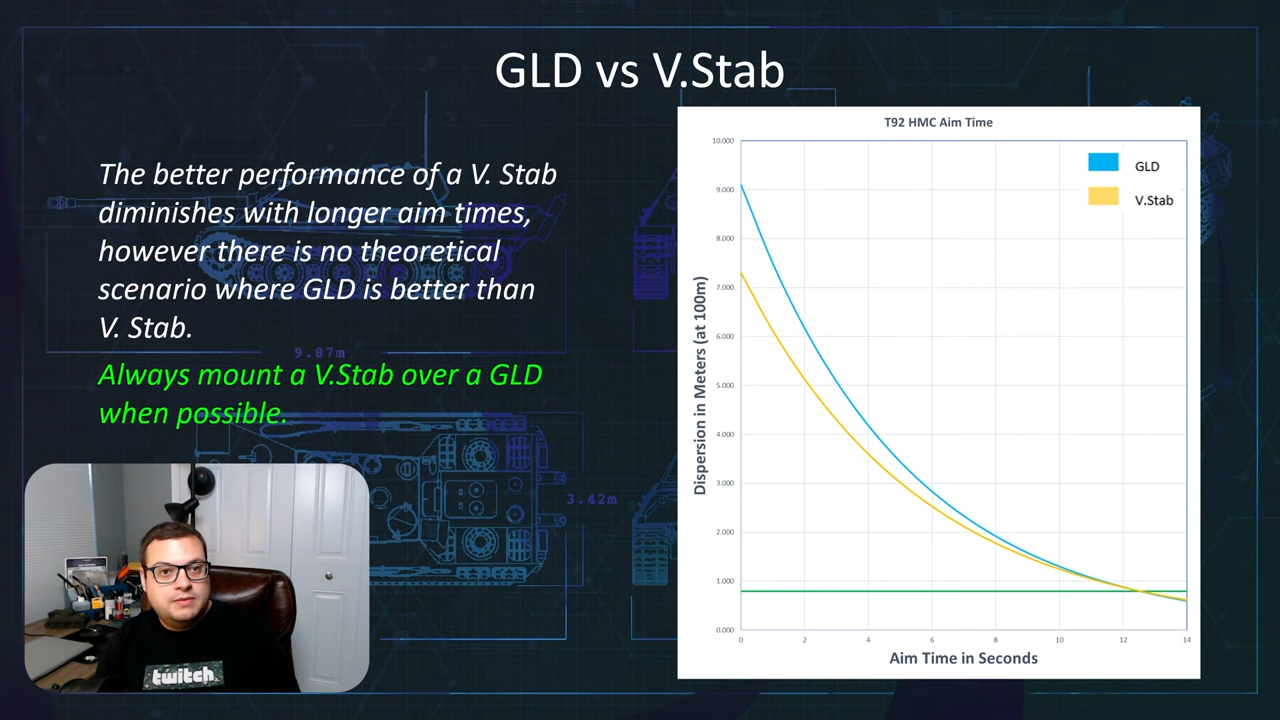 GLD vs V.Stab
The better performance of a V. Stab
diminishes with longer aim times,
however there is no theoretical
scenario where GLD is better than
V. Stab.
Always mount a V.Stab over a GLD
when possible.
9.87m
3.42m
twitch
T92 HMC Aim Time
GLD
V.Stab
Dispersion in Meters (at 100m)
10.000
9.000
8.000
7.000
6.000
5.000
4.000
3.000
2.000
1.000
0.000
0 2 4 6 8 10 12 14
Aim Time in Seconds